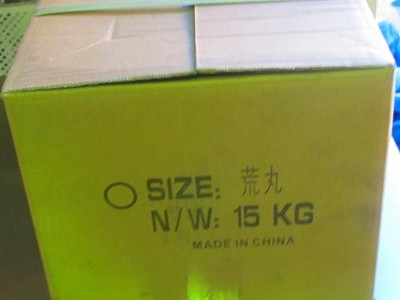 SIZE: 荒丸
N/W: 15 KG
MADE IN CHINA